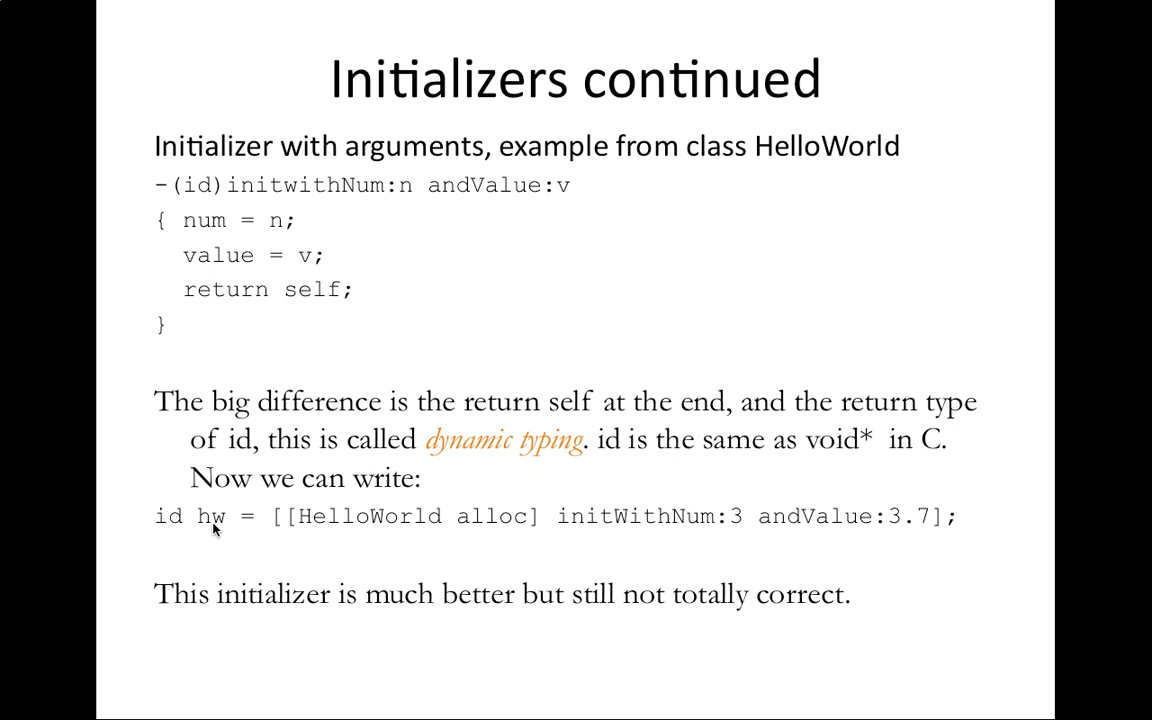 Initializers continued
Initializer with arguments, example from class HelloWorld
-(id)initwithNum:n andValue:v
{ num = n;
value = v;
return self;
}
The big difference is the return self at the end, and the return type
of id, this is called dynamic typing. id is the same as void* in C.
Now we can write:
id hw = [[HelloWorld alloc] initWithNum:3 andValue:3.7];
This initializer is much better but still not totally correct.